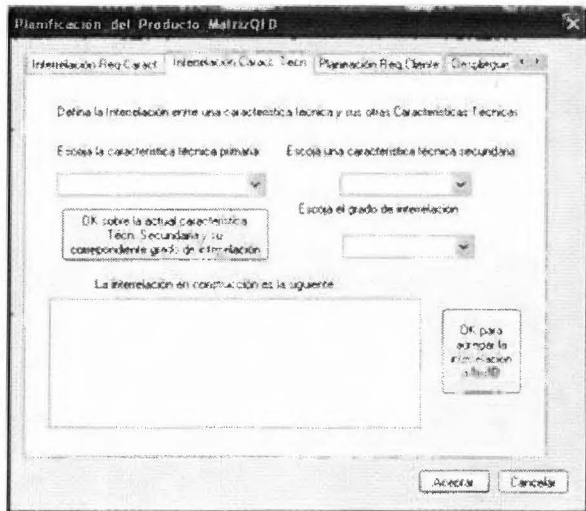 Planificación del Producto MatrizQFD
Interrelación Req Caract
Interrelación Caract. Técn
Planeación Req Cliente
Despliegue
Defina la Interrelación entre una característica técnica y sus otras Características Técnicas
Escoja la característica técnica primaria
Escoja una característica técnica secundaria
OK sobre la actual característica
Técn. Secundaria y su
correspondiente grado de interrelación
Escoja el grado de interrelación
La interrelación en construcción es la siguiente
OK para
agregar la
interrelación
Aceptar
Cancelar